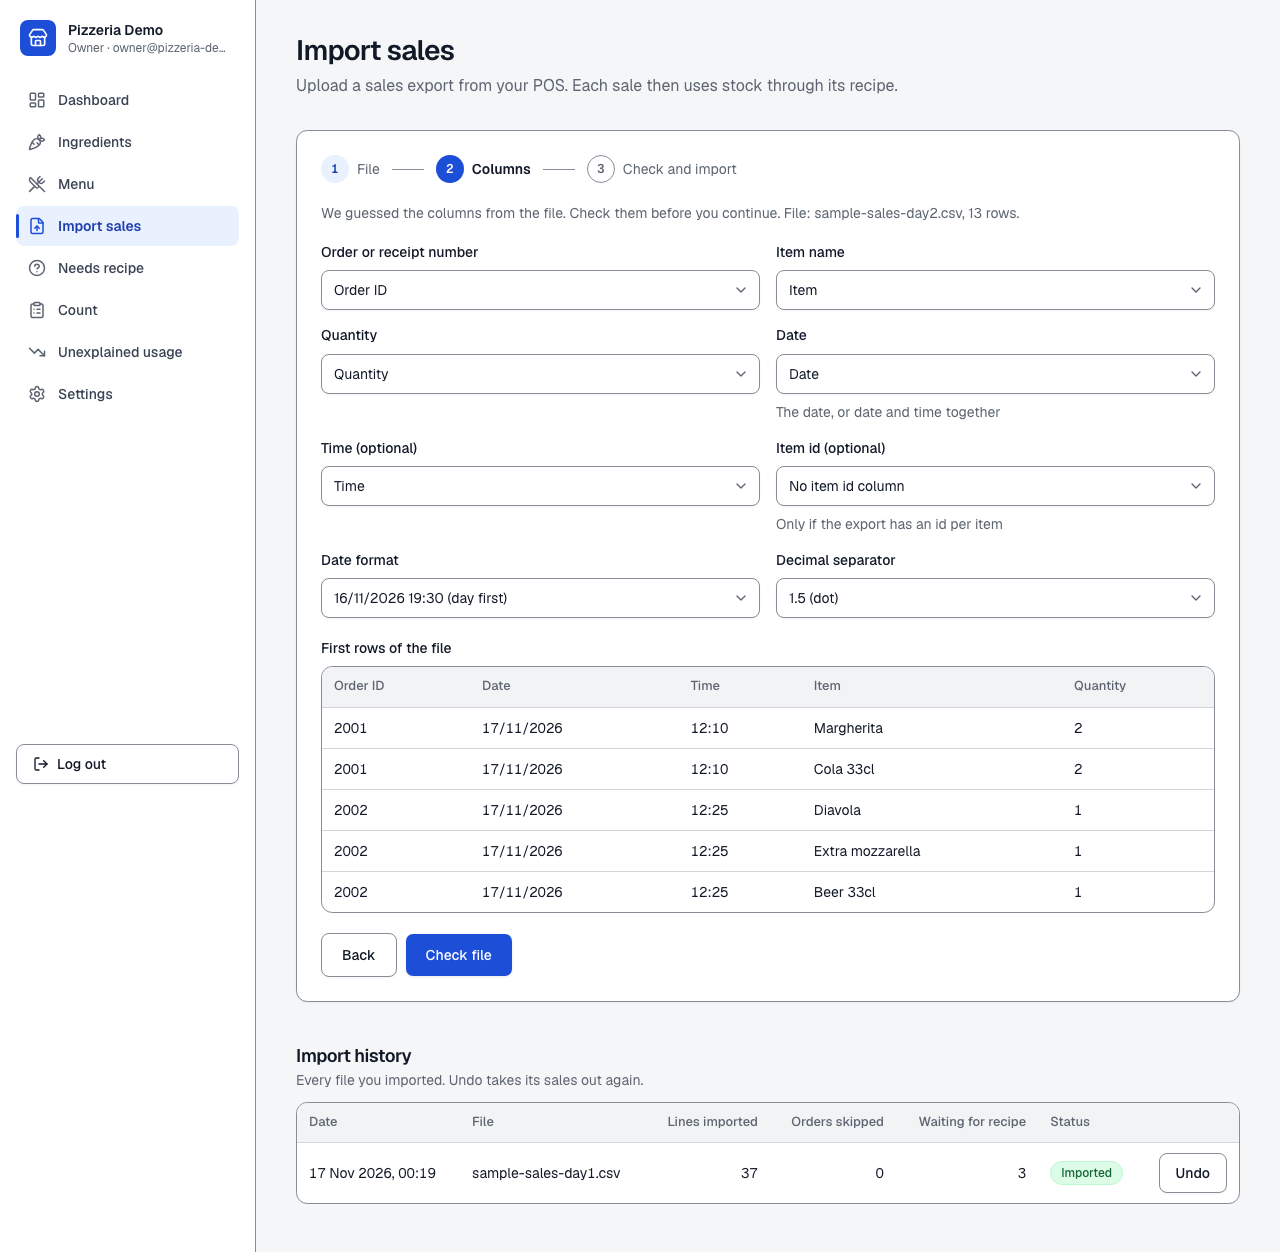 Pizzeria Demo
Owner · owner@pizzeria-de...
Dashboard
Ingredients
Menu
Import sales
Needs recipe
Count
Unexplained usage
Settings
Log out
Import sales
Upload a sales export from your POS. Each sale then uses stock through its recipe.
1 File 2 Columns 3 Check and import
We guessed the columns from the file. Check them before you continue. File: sample-sales-day2.csv, 13 rows.
Order or receipt number Item name
Order ID Item
Quantity Date
Quantity Date
The date, or date and time together
Time (optional) Item id (optional)
Time No item id column
Only if the export has an id per item
Date format Decimal separator
16/11/2026 19:30 (day first) 1.5 (dot)
First rows of the file
Order ID Date Time Item Quantity
2001 17/11/2026 12:10 Margherita 2
2001 17/11/2026 12:10 Cola 33cl 2
2002 17/11/2026 12:25 Diavola 1
2002 17/11/2026 12:25 Extra mozzarella 1
2002 17/11/2026 12:25 Beer 33cl 1
Back Check file
Import history
Every file you imported. Undo takes its sales out again.
Date File Lines imported Orders skipped Waiting for recipe Status
17 Nov 2026, 00:19 sample-sales-day1.csv 37 0 3 Imported Undo